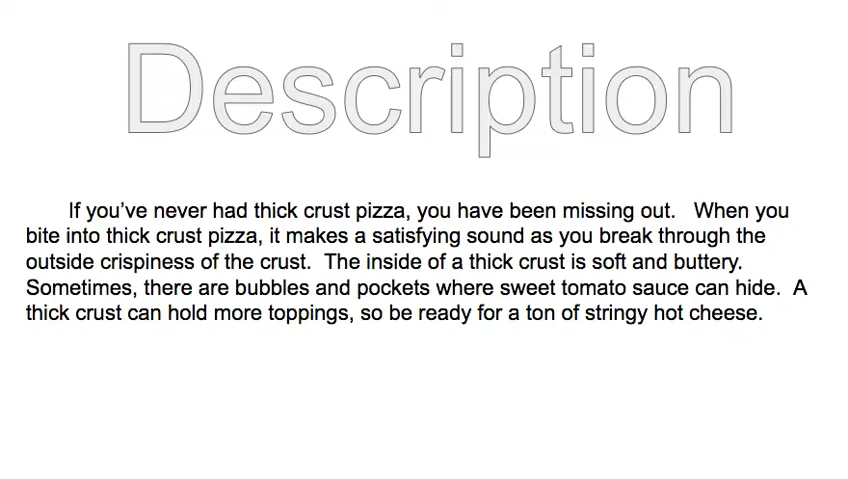 Description
If you’ve never had thick crust pizza, you have been missing out.   When you
bite into thick crust pizza, it makes a satisfying sound as you break through the
outside crispiness of the crust.  The inside of a thick crust is soft and buttery.
Sometimes, there are bubbles and pockets where sweet tomato sauce can hide.  A
thick crust can hold more toppings, so be ready for a ton of stringy hot cheese.